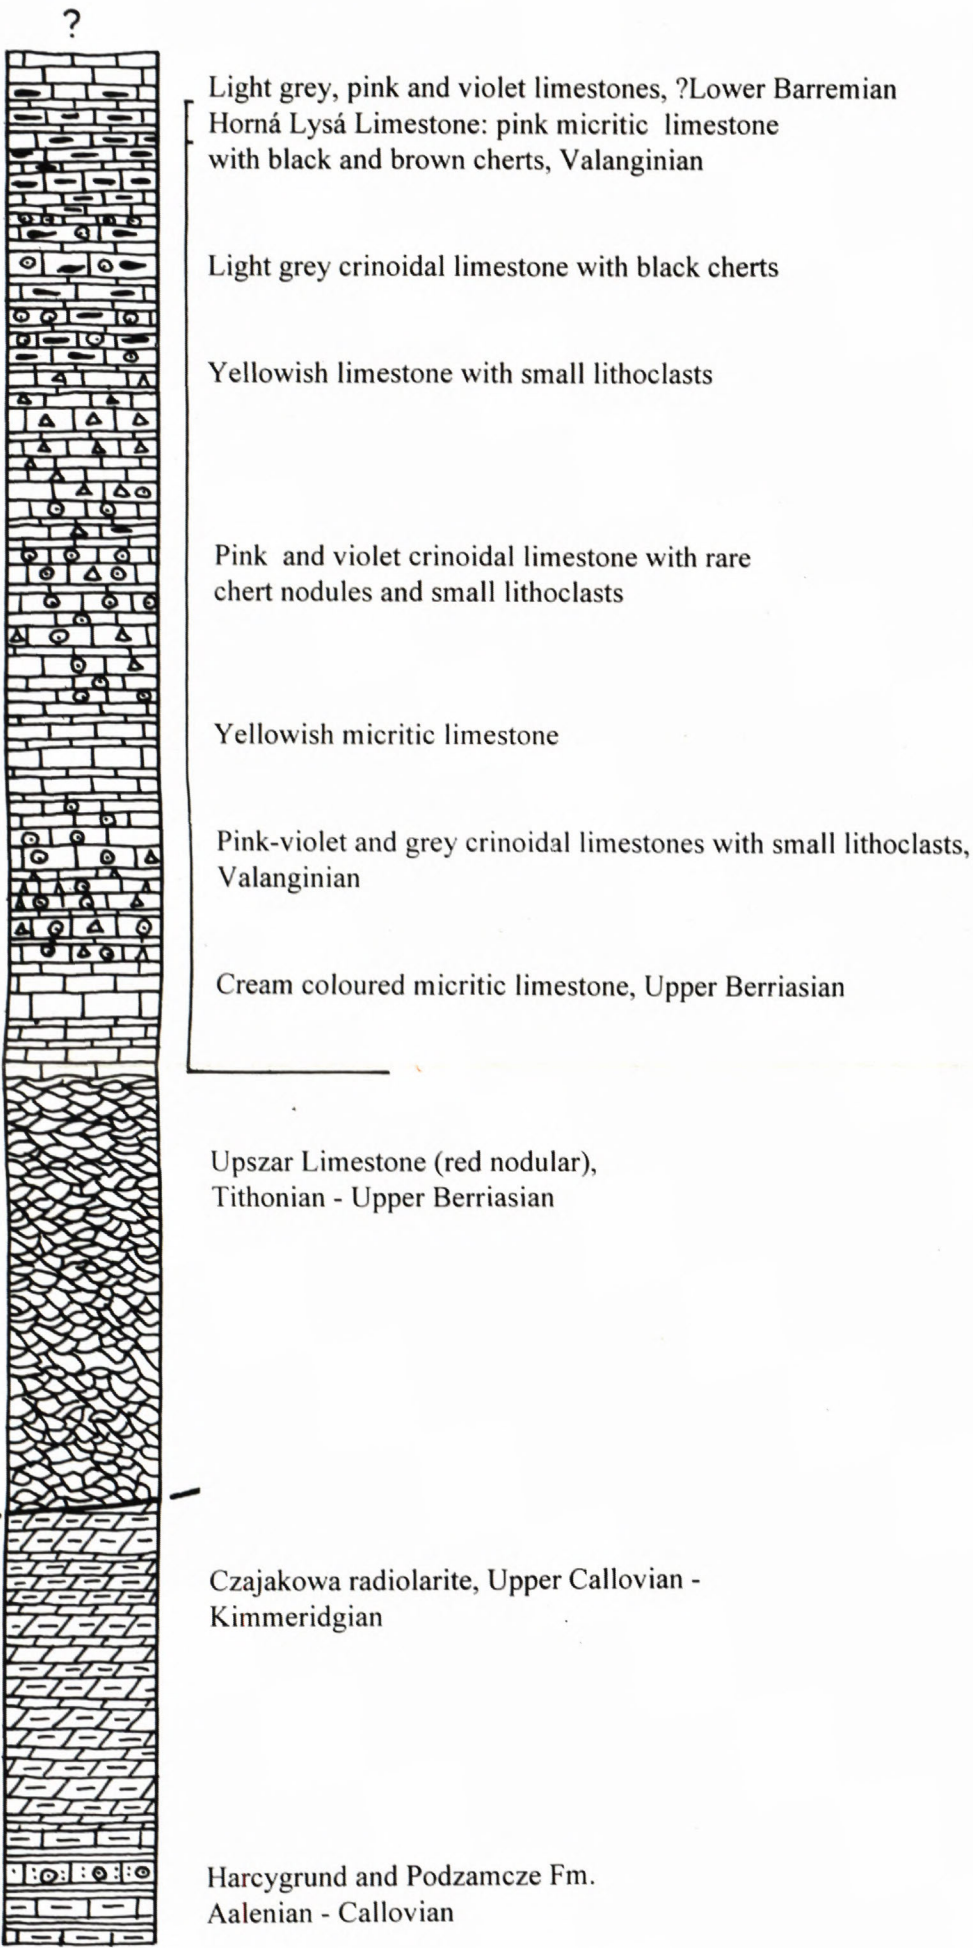 ?
Light grey, pink and violet limestones, ?Lower Barremian
Horná Lysá Limestone: pink micritic limestone
with black and brown cherts, Valanginian
Light grey crinoidal limestone with black cherts
Yellowish limestone with small lithoclasts
Pink and violet crinoidal limestone with rare
chert nodules and small lithoclasts
Yellowish micritic limestone
Pink-violet and grey crinoidal limestones with small lithoclasts,
Valanginian
Cream coloured micritic limestone, Upper Berriasian
Upszar Limestone (red nodular),
Tithonian - Upper Berriasian
Czajakowa radiolarite, Upper Callovian -
Kimmeridgian
Harcygrund and Podzamcze Fm.
Aalenian - Callovian